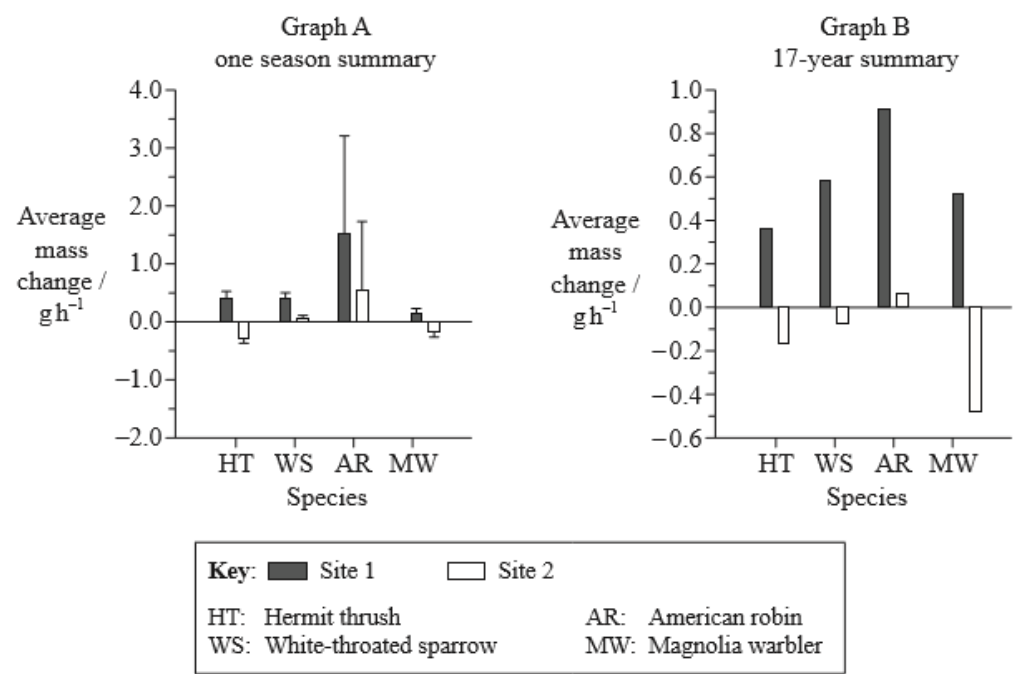 Graph A
one season summary
4.0
3.0
2.0
1.0
0.0
–1.0
–2.0
Average
mass
change /
g h–1
HT WS AR MW
Species
Graph B
17-year summary
1.0
0.8
0.6
0.4
0.2
0.0
–0.2
–0.4
–0.6
Average
mass
change /
g h–1
HT WS AR MW
Species
Key: Site 1 Site 2
HT: Hermit thrush AR: American robin
WS: White-throated sparrow MW: Magnolia warbler